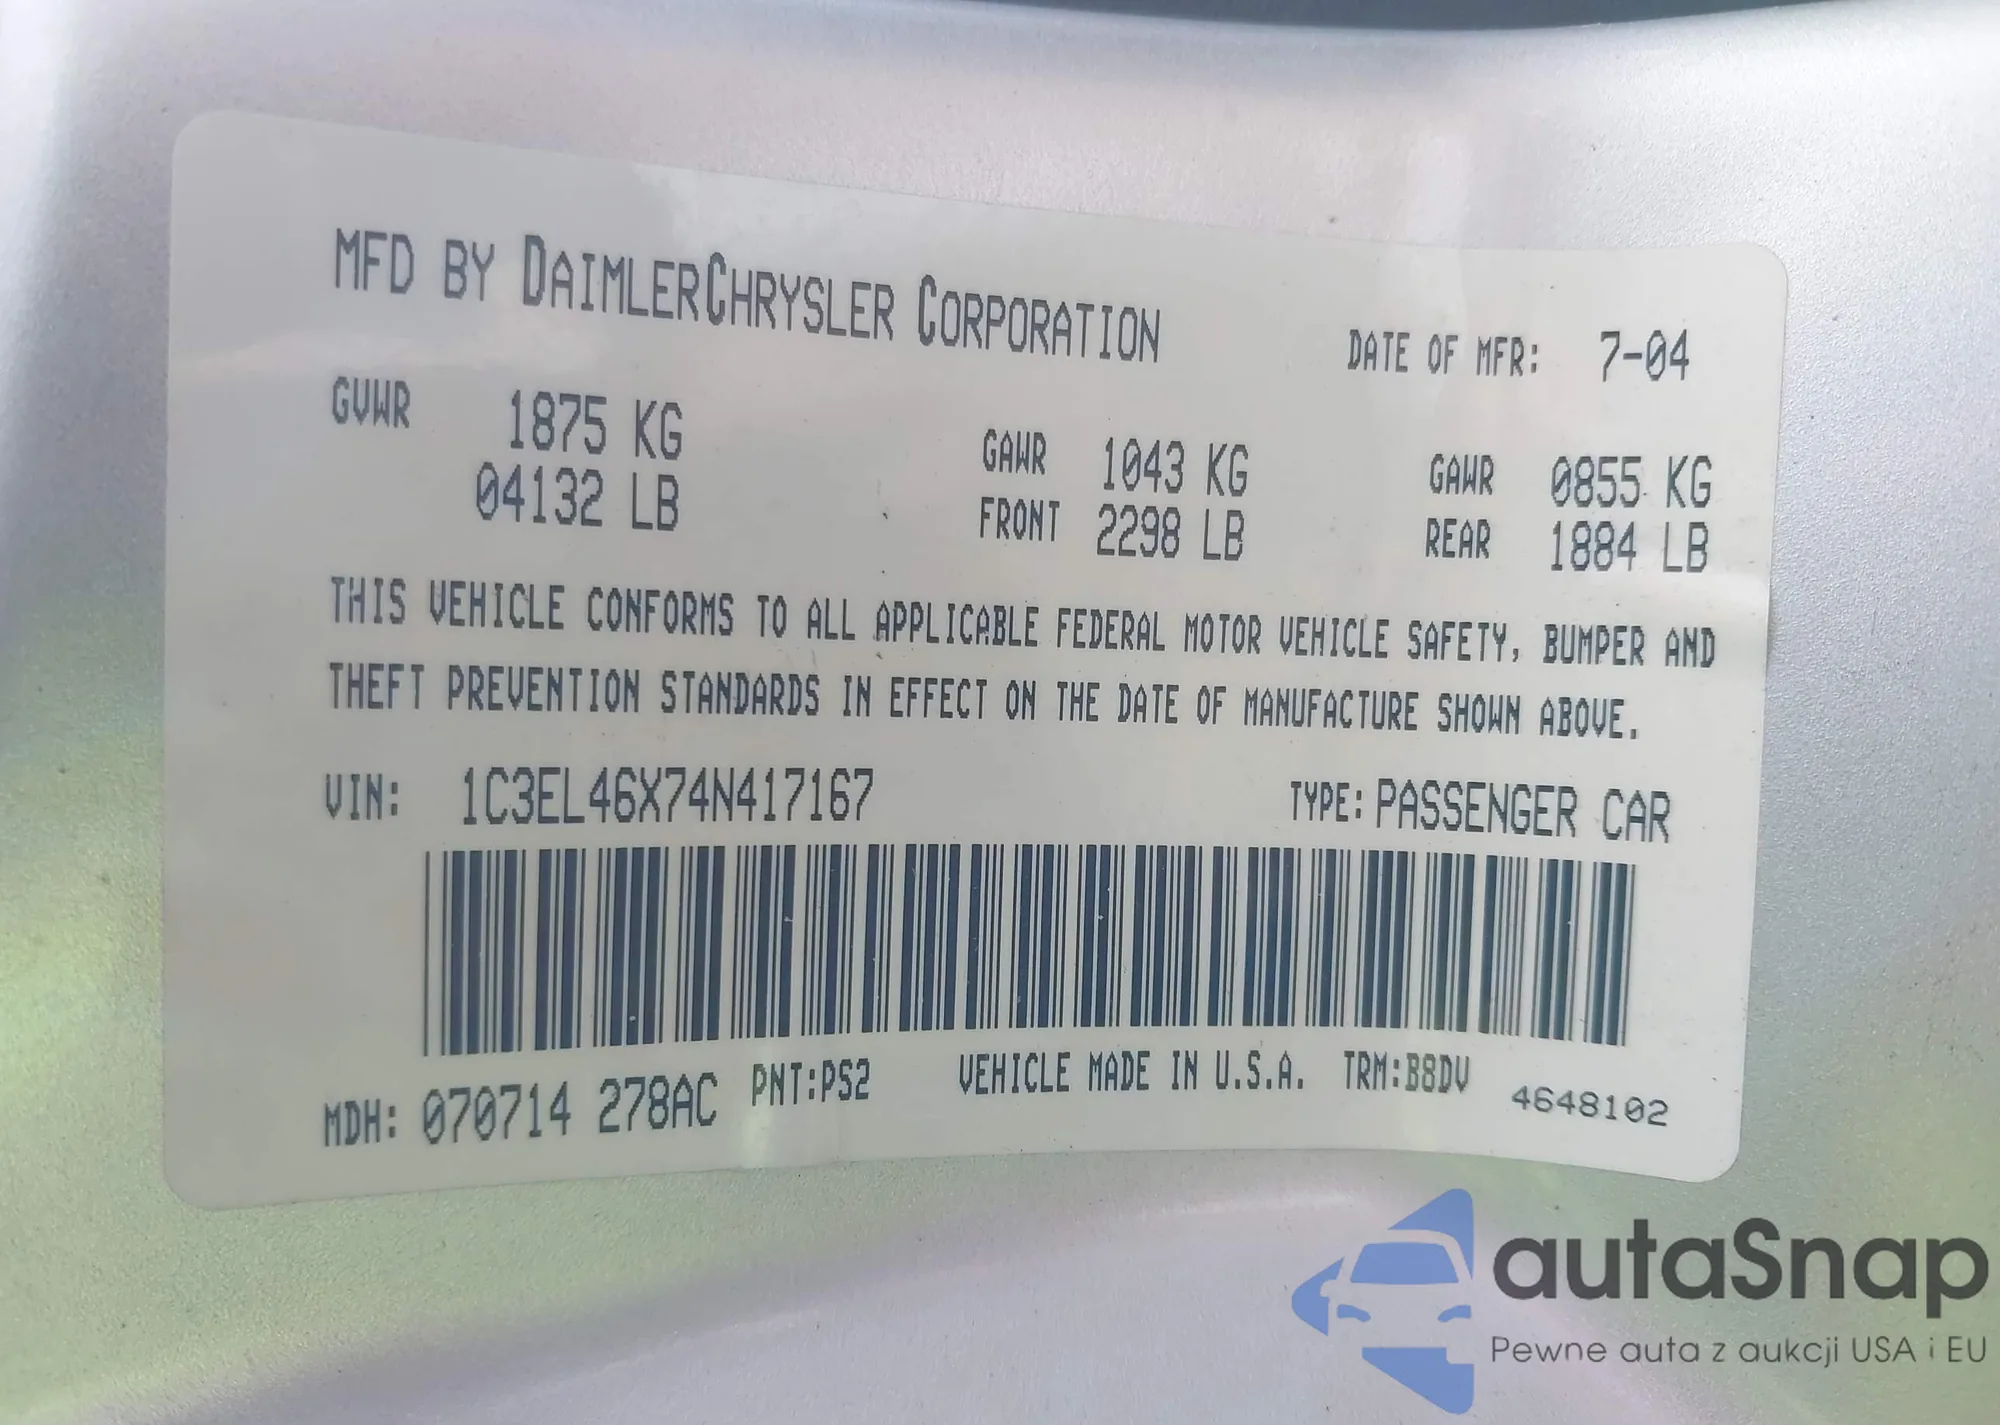 MFD BY DAIMLERCHRYSLER CORPORATION
DATE OF MFR: 7-04
GVWR 1875 KG
04132 LB
GAWR 1043 KG
FRONT 2298 LB
GAWR 0855 KG
REAR 1884 LB
THIS VEHICLE CONFORMS TO ALL APPLICABLE FEDERAL MOTOR VEHICLE SAFETY, BUMPER AND
THEFT PREVENTION STANDARDS IN EFFECT ON THE DATE OF MANUFACTURE SHOWN ABOVE.
VIN: 1C3EL46X74N417167
TYPE: PASSENGER CAR
MDH: 070714 278AC PNT:PS2 VEHICLE MADE IN U.S.A. TRM:B8DV 4648102
autaSnap
Pewne auta z aukcji USA i EU